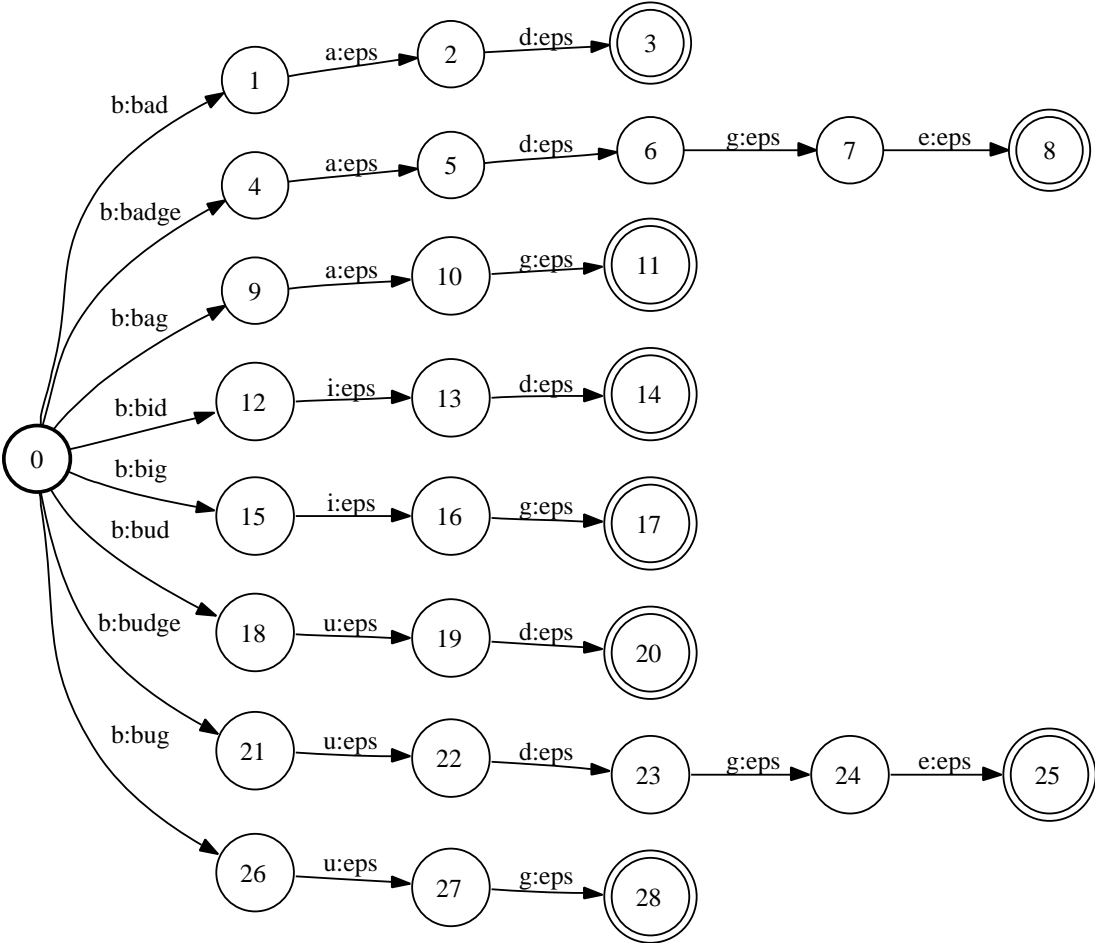 b:bad 1 a:eps 2 d:eps 3
b:badge 4 a:eps 5 d:eps 6 g:eps 7 e:eps 8
b:bag 9 a:eps 10 g:eps 11
b:bid 12 i:eps 13 d:eps 14
0
b:big 15 i:eps 16 g:eps 17
b:bud 18 u:eps 19 d:eps 20
b:budge 21 u:eps 22 d:eps 23 g:eps 24 e:eps 25
b:bug 26 u:eps 27 g:eps 28